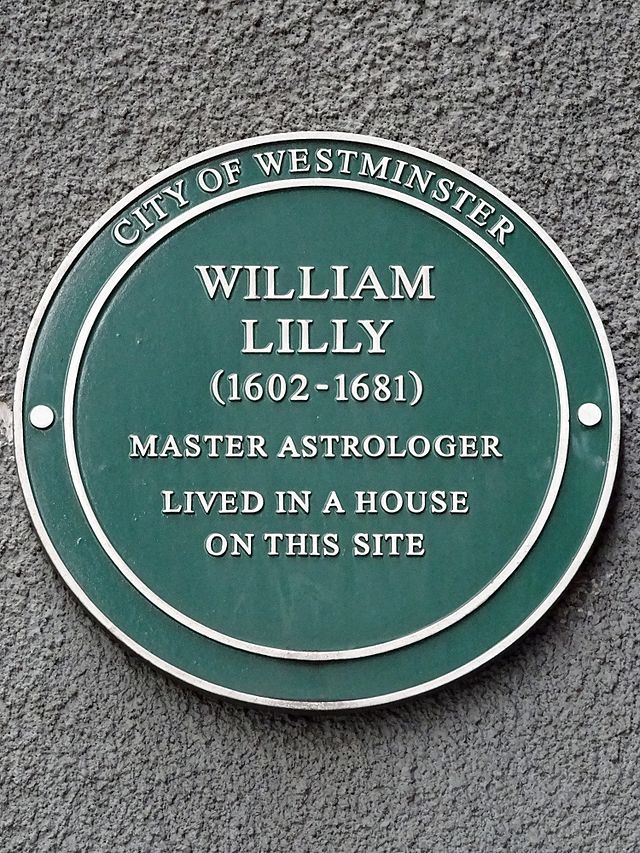 CITY OF WESTMINSTER
WILLIAM
LILLY
(1602-1681)
MASTER ASTROLOGER
LIVED IN A HOUSE
ON THIS SITE